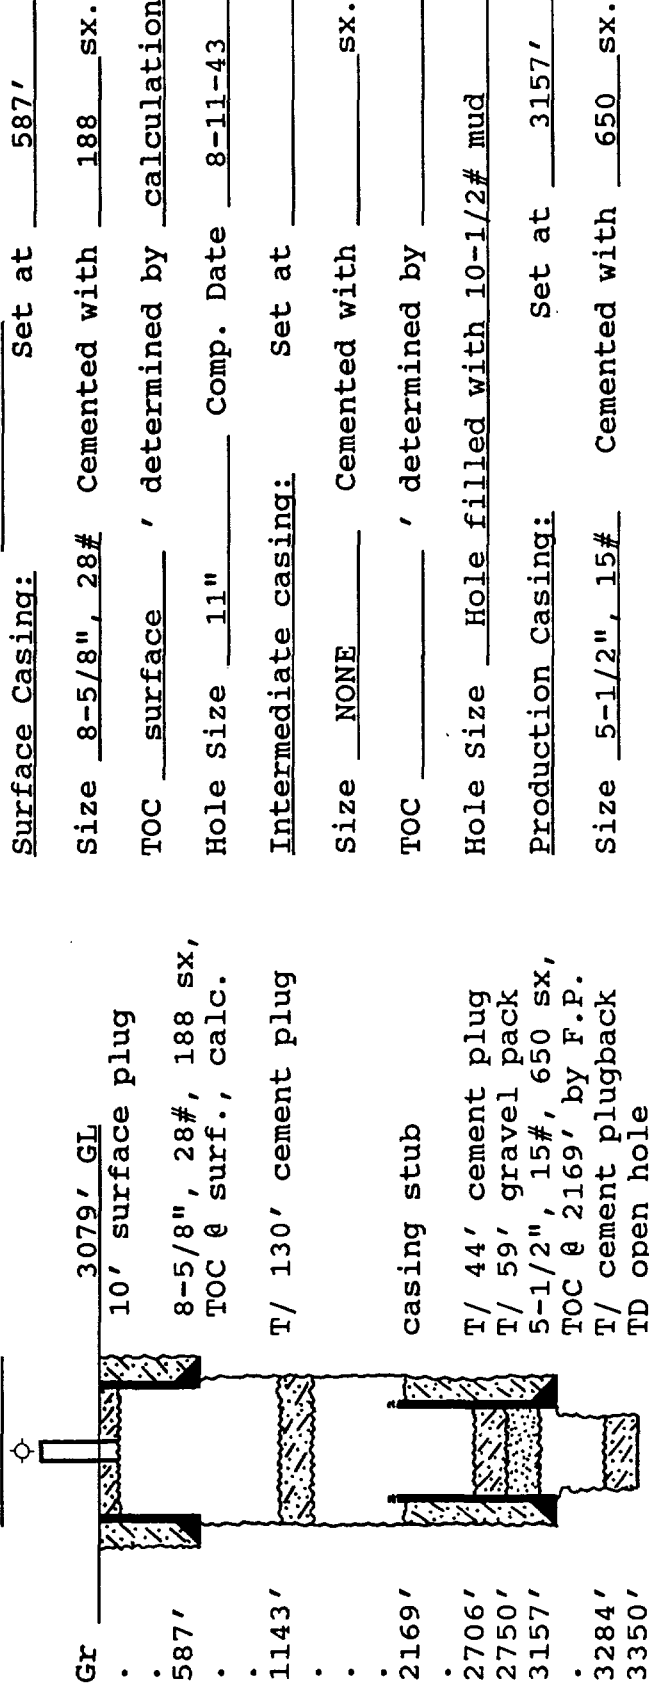 Gr
587'
1143'
2169'
2706'
2750'
3157'
3284'
3350'
3079' GL
10' surface plug
8-5/8", 28#, 188 sx,
TOC @ surf., calc.
T/ 130' cement plug
casing stub
T/ 44' cement plug
T/ 59' gravel pack
5-1/2", 15#, 650 sx,
TOC @ 2169' by F.P.
T/ cement plugback
TD open hole
Surface Casing: Set at 587'
Size 8-5/8", 28# Cemented with 188 sx.
TOC surface ' determined by calculation
Hole Size 11" Comp. Date 8-11-43
Intermediate casing: Set at
Size NONE Cemented with sx.
TOC ' determined by
Hole Size Hole filled with 10-1/2# mud
Production Casing: Set at 3157'
Size 5-1/2", 15# Cemented with 650 sx.